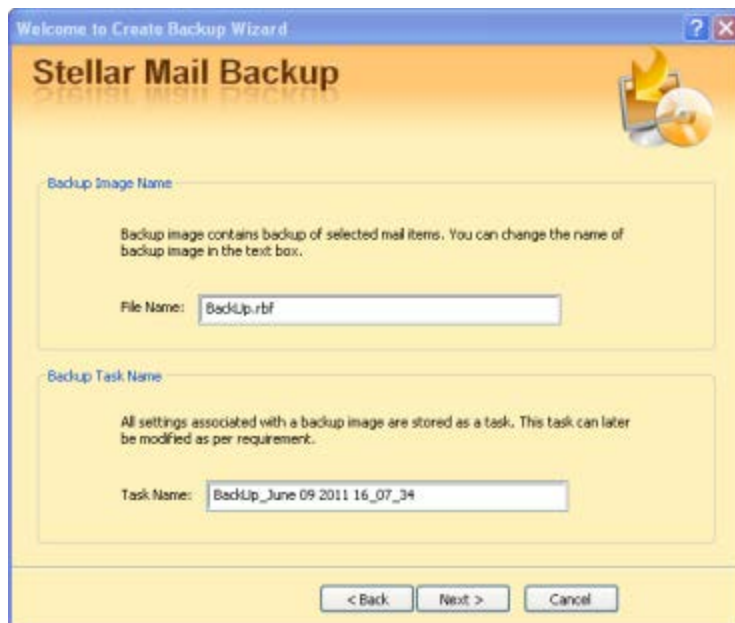 Welcome to Create Backup Wizard
?
Stellar Mail Backup
Backup Image Name
Backup image contains backup of selected mail items. You can change the name of
backup image in the text box.
File Name: BackUp.rbf
Backup Task Name
All settings associated with a backup image are stored as a task. This task can later
be modified as per requirement.
Task Name: BackUp_June 09 2011 16_07_34
< Back Next > Cancel